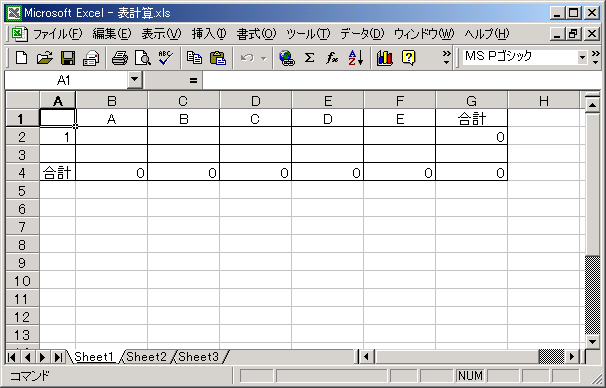 Microsoft Excel - 表計算.xls
ファイル(F) 編集(E) 表示(V) 挿入(I) 書式(O) ツール(T) データ(D) ウィンドウ(W) ヘルプ(H)
ABC Σ fx A Z ? » MS Pゴシック »
A1 =
A B C D E F G H
1 A B C D E 合計
2 1 0
3
4 合計 0 0 0 0 0 0
5
6
7
8
9
10
11
12
13
Sheet1 Sheet2 Sheet3
コマンド NUM